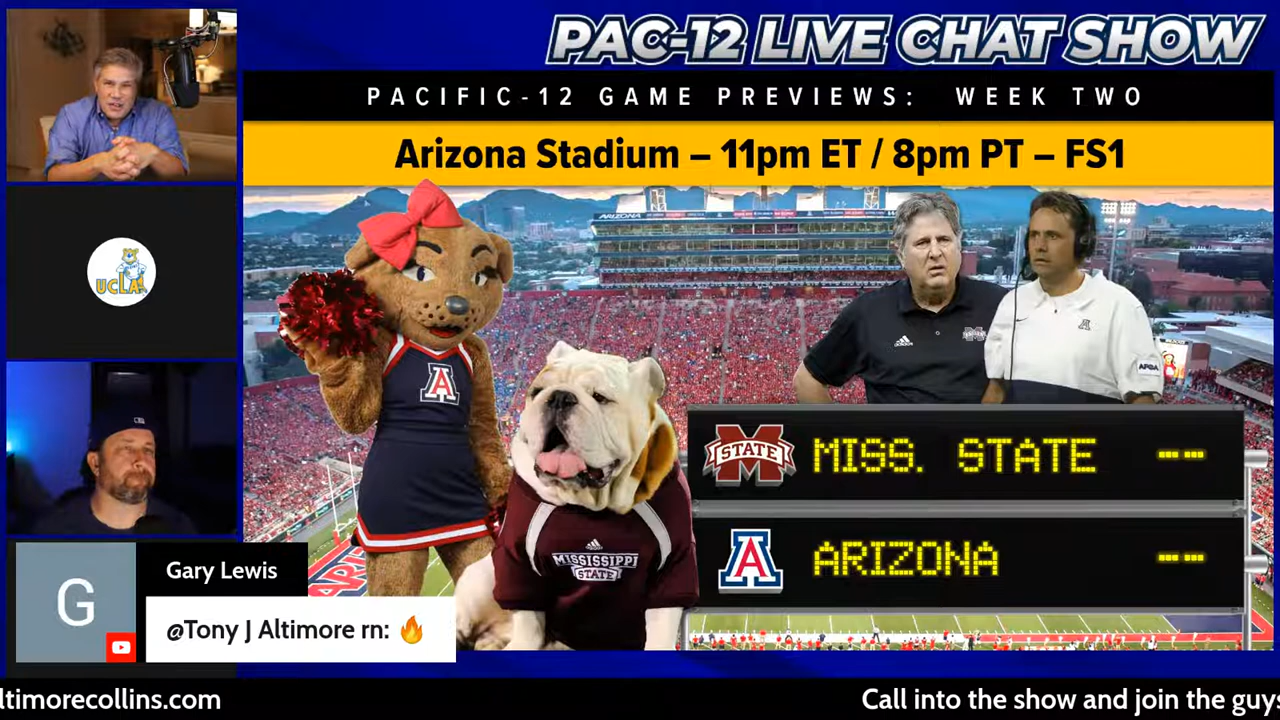 PAC-12 LIVE CHAT SHOW
PACIFIC-12 GAME PREVIEWS: WEEK TWO
Arizona Stadium – 11pm ET / 8pm PT – FS1
ARIZONA
UCLA
A
A
adidas
STATE
MISS. STATE --
MISSISSIPPI
STATE
A
ARIZONA --
G
Gary Lewis
@Tony J Altimore rn: 🔥
ltimorecollins.com
Call into the show and join the guys